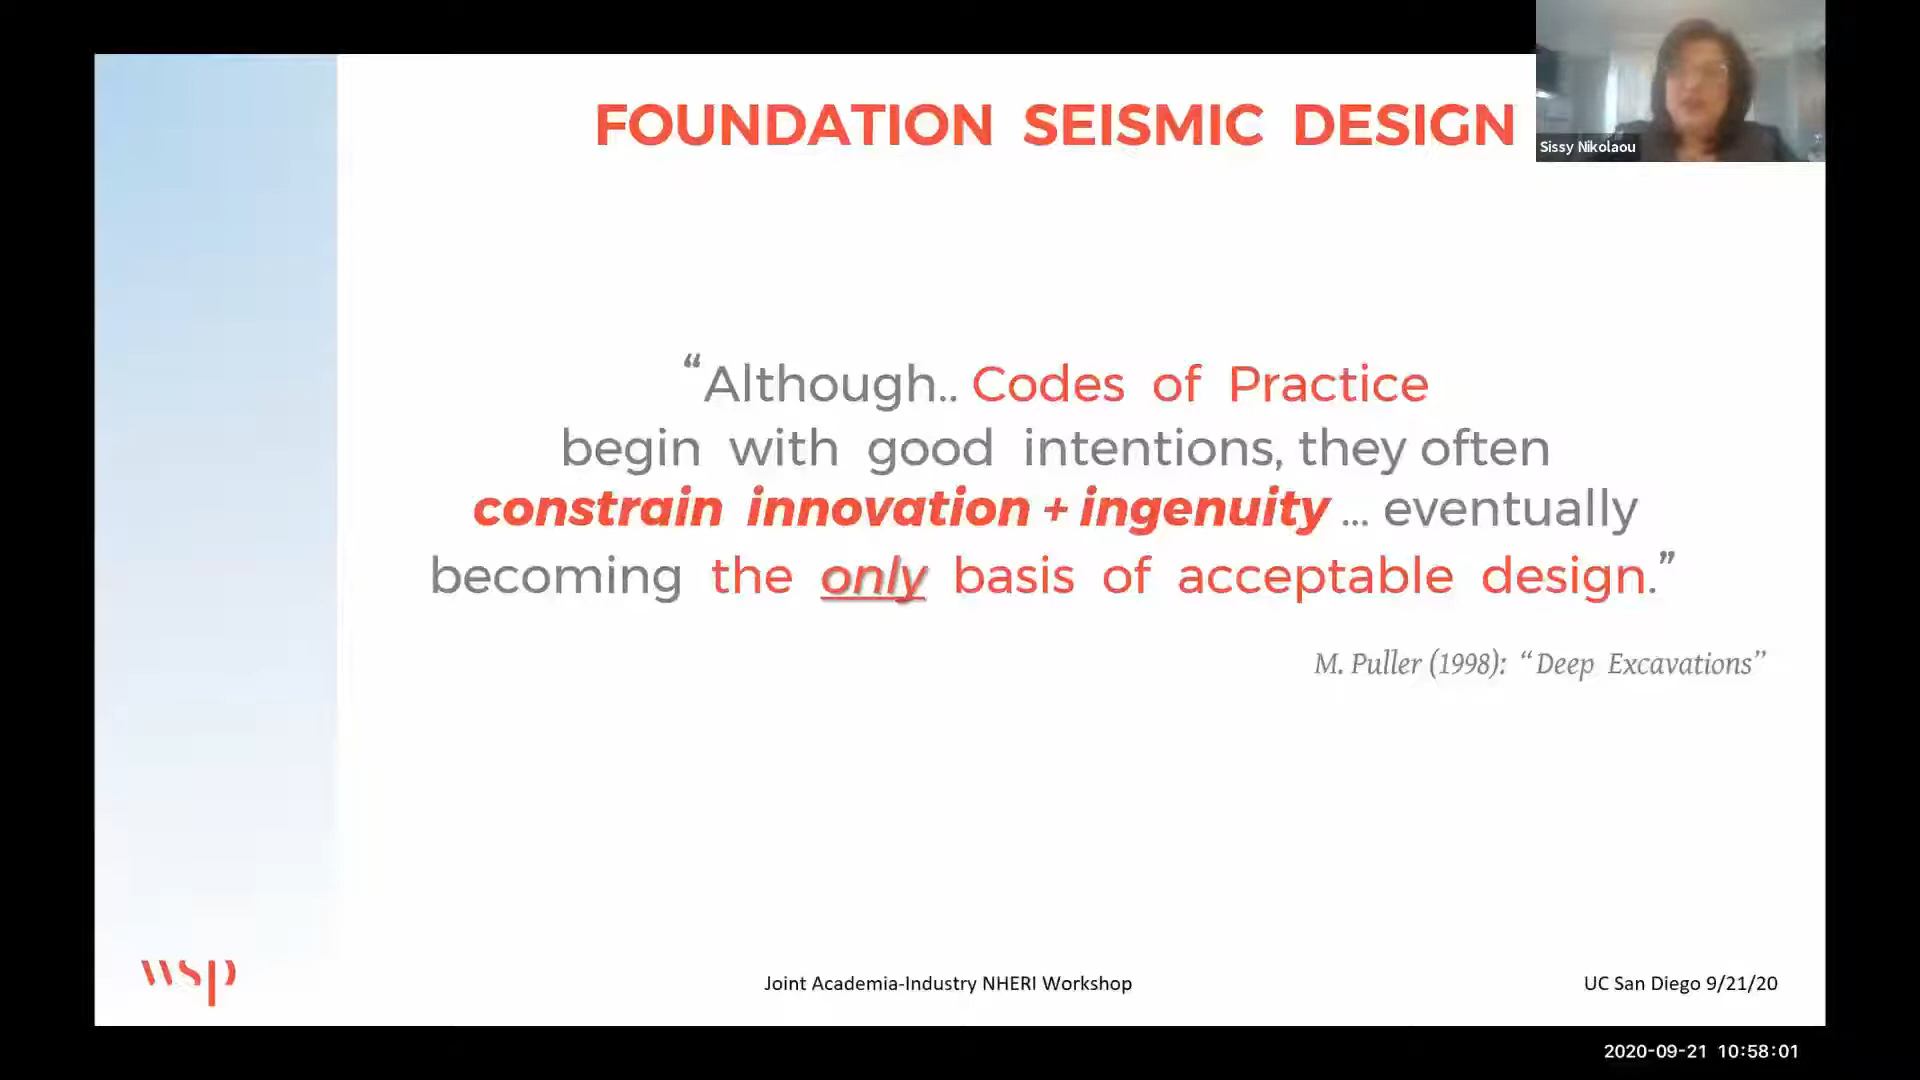 FOUNDATION SEISMIC DESIGN
Sissy Nikolaou
“Although.. Codes of Practice
begin with good intentions, they often
constrain innovation + ingenuity ... eventually
becoming the only basis of acceptable design.”
M. Puller (1998): “Deep Excavations”
wsp
Joint Academia-Industry NHERI Workshop
UC San Diego 9/21/20
2020-09-21 10:58:01